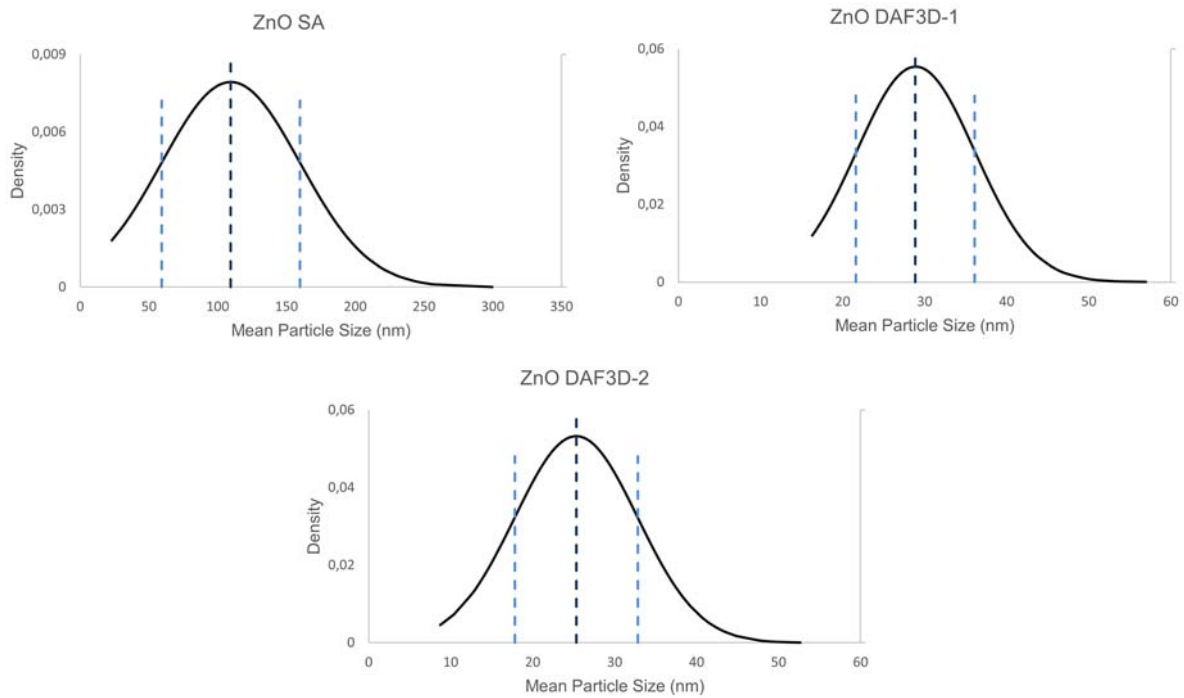 ZnO SA
0,009
0,006
0,003
0
Density
0 50 100 150 200 250 300 350
Mean Particle Size (nm)
ZnO DAF3D-1
0,06
0,04
0,02
0
Density
0 10 20 30 40 50 60
Mean Particle Size (nm)
ZnO DAF3D-2
0,06
0,04
0,02
0
Density
0 10 20 30 40 50 60
Mean Particle Size (nm)